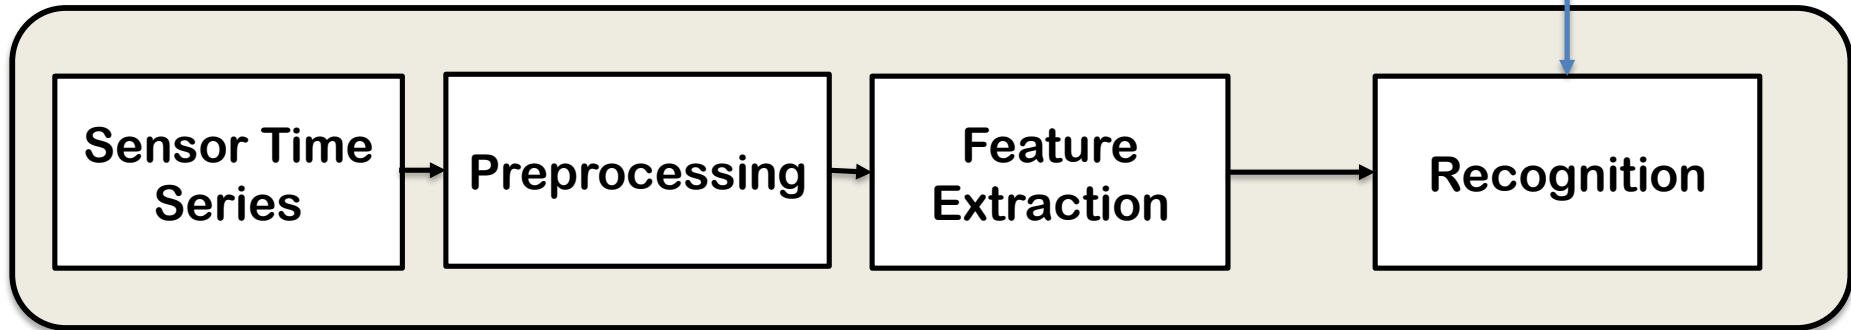 Sensor Time
Series
Preprocessing
Feature
Extraction
Recognition